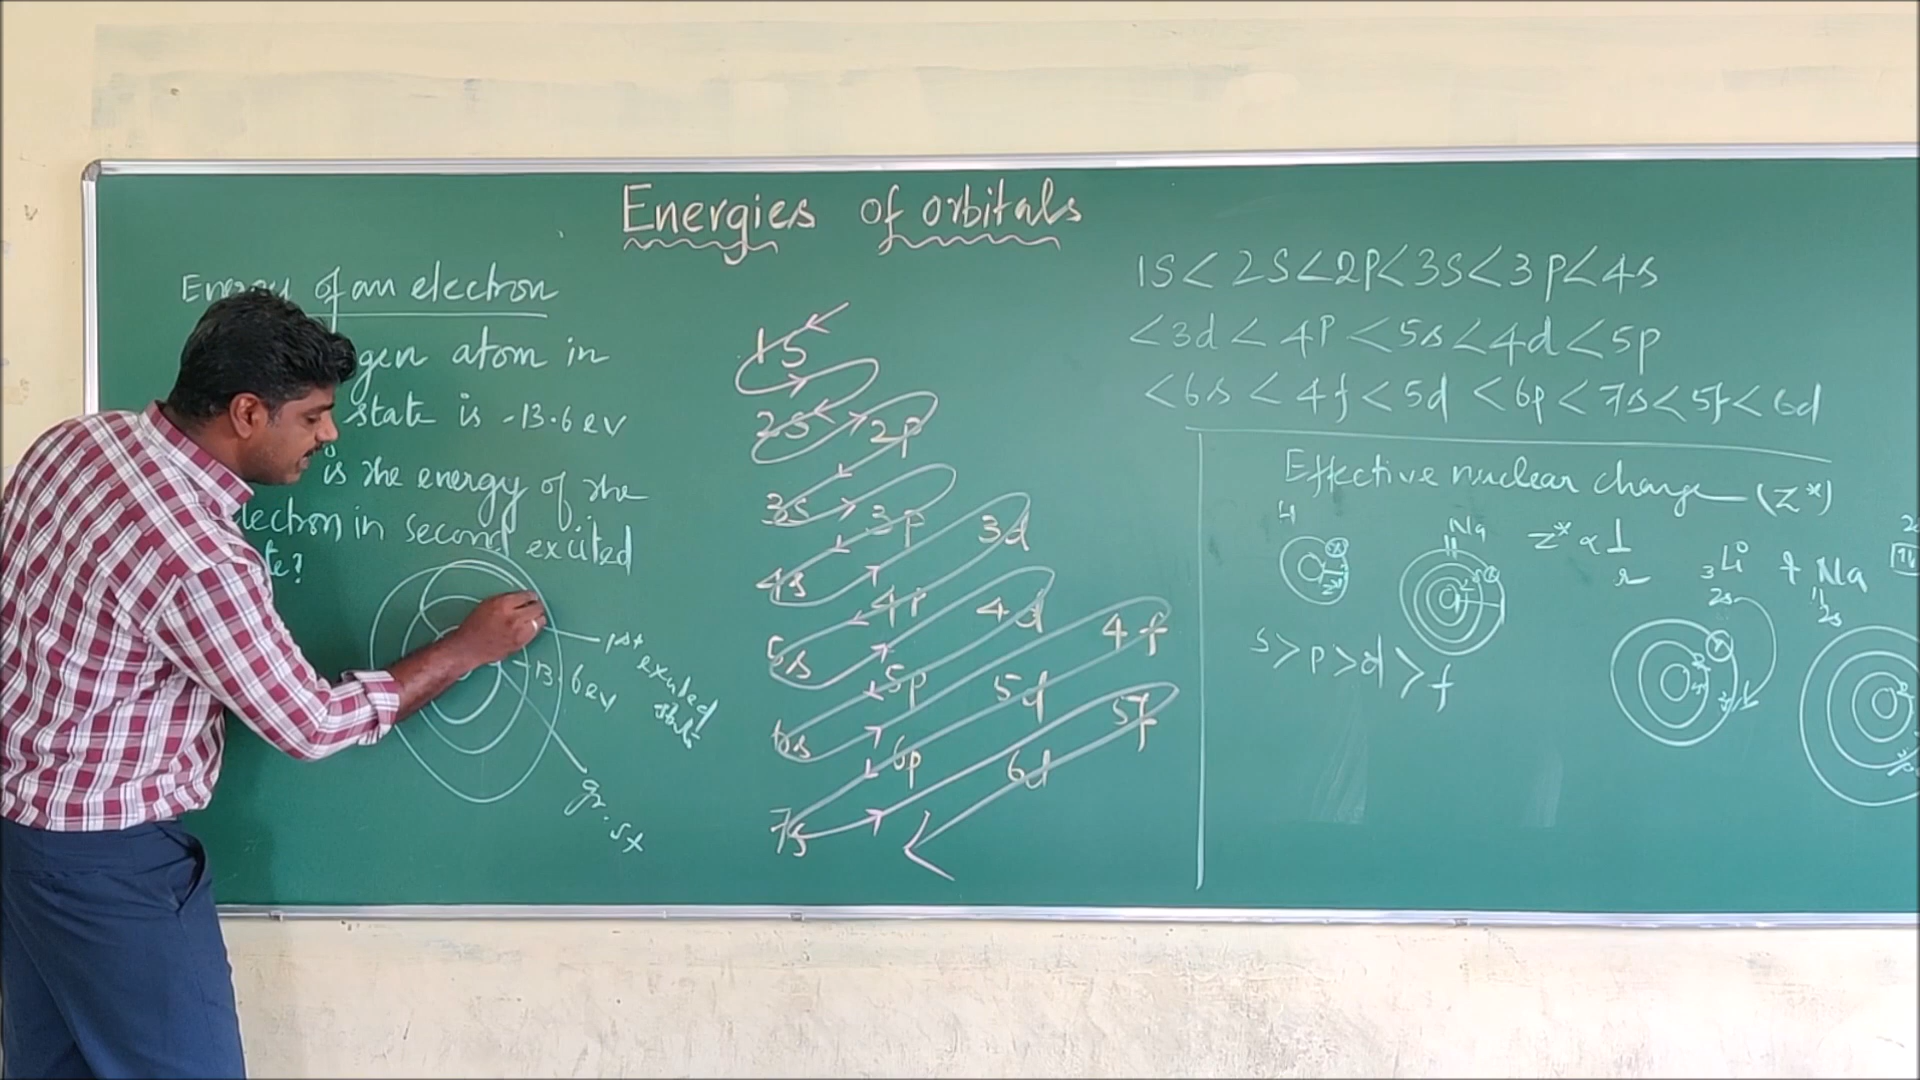 Energies of orbitals
Energy of an electron
gen atom in
state is -13.6 ev
is the energy of the
lectron in second excited
te?
1st
excited
state
-13.6 ev
1S
2S 2P
3s 3p 3d
4s 4p 4d 4f
5s 5p 5d 5f
6s 6p 6d
7s
1S < 2S < 2P < 3S < 3P < 4s
< 3d < 4P < 5s < 4d < 5p
< 6s < 4f < 5d < 6p < 7s < 5f < 6d
Effective nuclear charge (Z*)
H
Na
Z* ∝ 1/r
3Li & Na
2s 2s
s > p > d > f